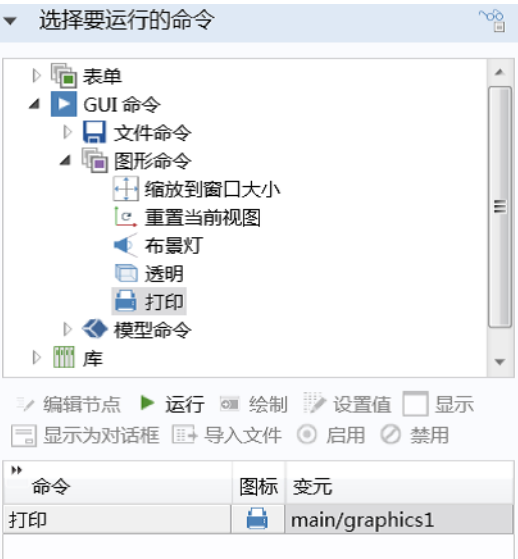 选择要运行的命令
表单
GUI 命令
文件命令
图形命令
缩放到窗口大小
重置当前视图
布景灯
透明
打印
模型命令
库
编辑节点 运行 绘制 设置值 显示
显示为对话框 导入文件 启用 禁用
命令 图标 变元
打印 main/graphics1